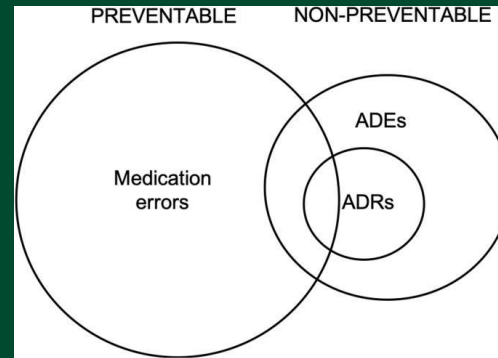 PREVENTABLE NON-PREVENTABLE
ADEs
Medication
errors
ADRs